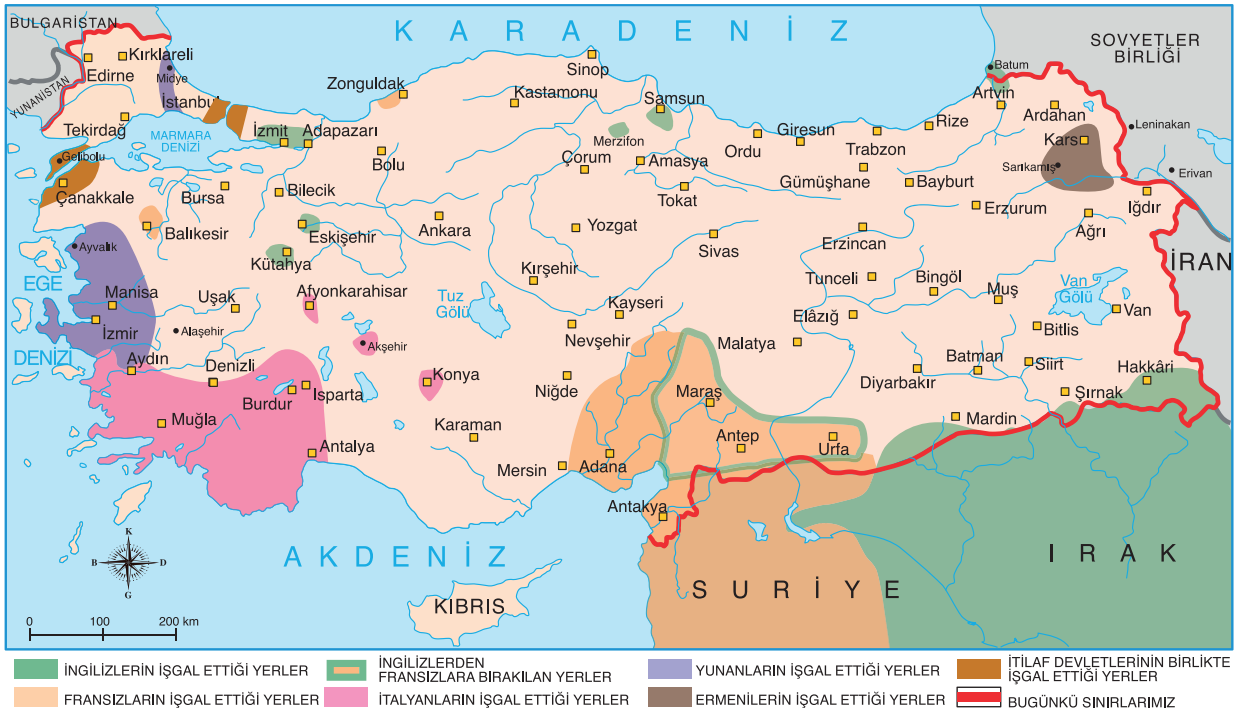 BULGARİSTAN
KARADENİZ
SOVYETLER
BİRLİĞİ
YUNANİSTAN
Kırklareli
Edirne
Midye
İstanbul
Tekirdağ
MARMARA
DENİZİ
Gelibolu
Çanakkale
Zonguldak
Kastamonu
Sinop
Samsun
Merzifon
Batum
Artvin
Ardahan
Kars
Sarıkamış
Leninakan
Erivan
İzmit
Adapazarı
Bolu
Çorum
Amasya
Tokat
Ordu
Giresun
Trabzon
Rize
Gümüşhane
Bayburt
Erzurum
Iğdır
Ağrı
Bursa
Bilecik
Balıkesir
Eskişehir
Kütahya
Ankara
Yozgat
Sivas
Erzincan
Tunceli
Bingöl
Muş
Van
Gölü
Van
İRAN
Ayvalık
EGE
DENİZİ
Manisa
İzmir
Uşak
Alaşehir
Afyonkarahisar
Akşehir
Tuz
Gölü
Kırşehir
Kayseri
Nevşehir
Malatya
Elâzığ
Bitlis
Batman
Siirt
Diyarbakır
Şırnak
Hakkâri
Mardin
Aydın
Denizli
Burdur
Isparta
Muğla
Antalya
Konya
Karaman
Niğde
Mersin
Adana
Maraş
Antep
Urfa
Antakya
AKDENİZ
KIBRIS
SURİYE
IRAK
K
B
D
G
0
100
200 km
İNGİLİZLERİN İŞGAL ETTİĞİ YERLER
İNGİLİZLERDEN
FRANSIZLARA BIRAKILAN YERLER
YUNANLARIN İŞGAL ETTİĞİ YERLER
İTİLAF DEVLETLERİNİN BİRLİKTE
İŞGAL ETTİĞİ YERLER
FRANSIZLARIN İŞGAL ETTİĞİ YERLER
İTALYANLARIN İŞGAL ETTİĞİ YERLER
ERMENİLERİN İŞGAL ETTİĞİ YERLER
BUGÜNKÜ SINIRLARIMIZ